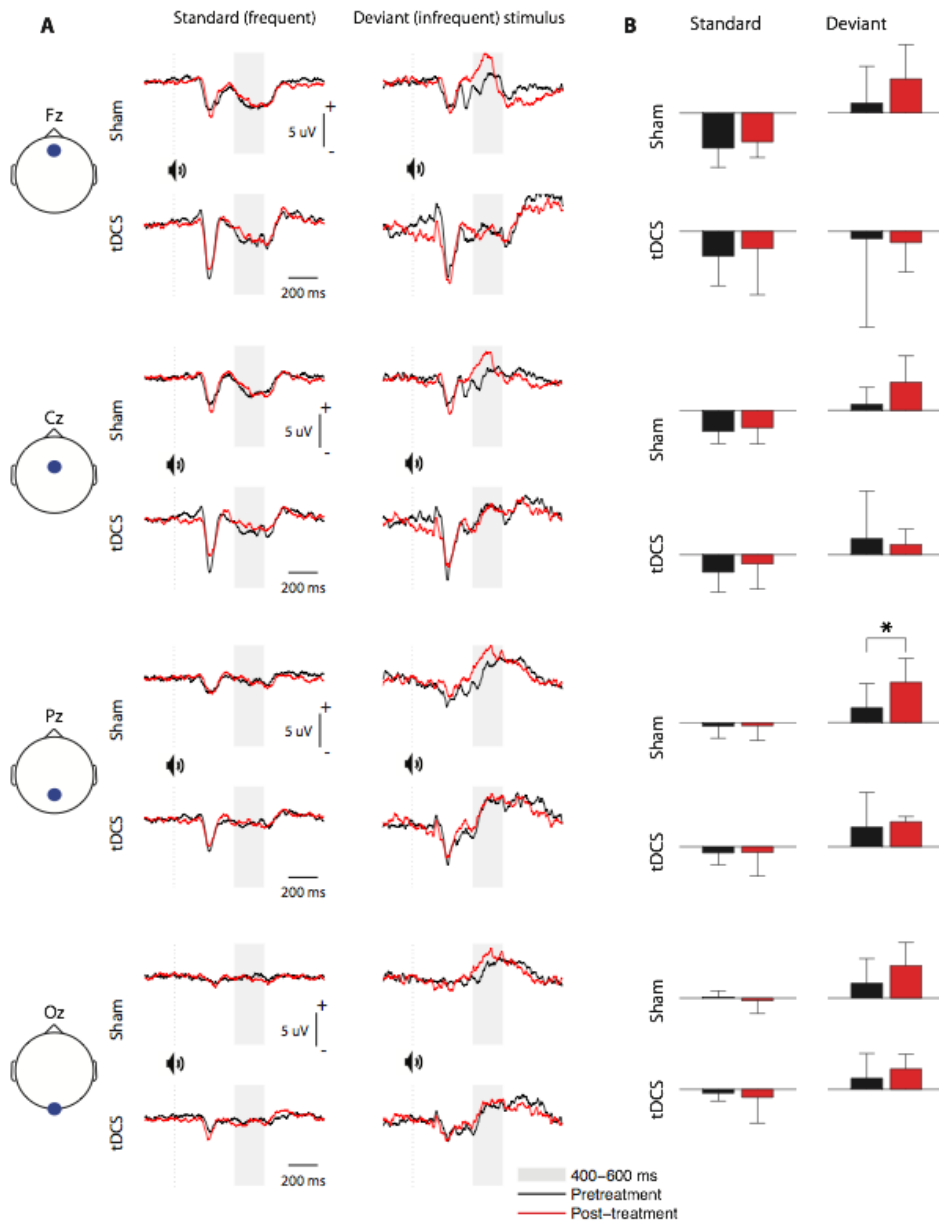 A Standard (frequent) Deviant (infrequent) stimulus B Standard Deviant
Fz
Sham
+
5 uV
-
tDCS
200 ms
Sham
tDCS
Cz
Sham
+
5 uV
-
tDCS
200 ms
Sham
tDCS
Pz
Sham
+
5 uV
-
tDCS
200 ms
*
Sham
tDCS
Oz
Sham
+
5 uV
-
tDCS
200 ms
Sham
tDCS
400–600 ms
Pretreatment
Post–treatment